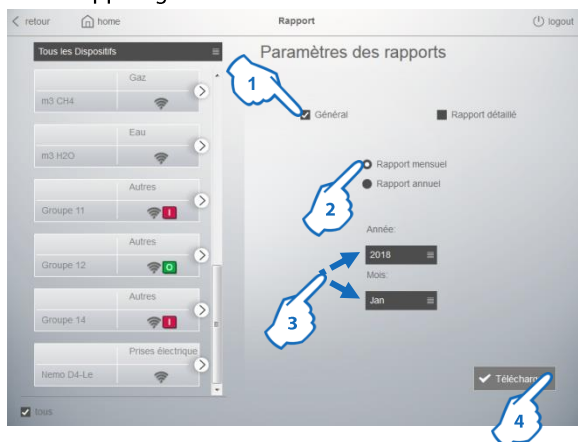 retour
home
Rapport
logout
Tous les Dispositifs
Paramètres des rapports
Gaz
m3 CH4
1
Général
Rapport détaillé
Eau
m3 H2O
Rapport mensuel
Rapport annuel
2
Autres
Groupe 11
I
Année:
2018
Mois:
Jan
3
Autres
Groupe 12
O
Autres
Groupe 14
I
Prises électrique
Nemo D4-Le
4
tous